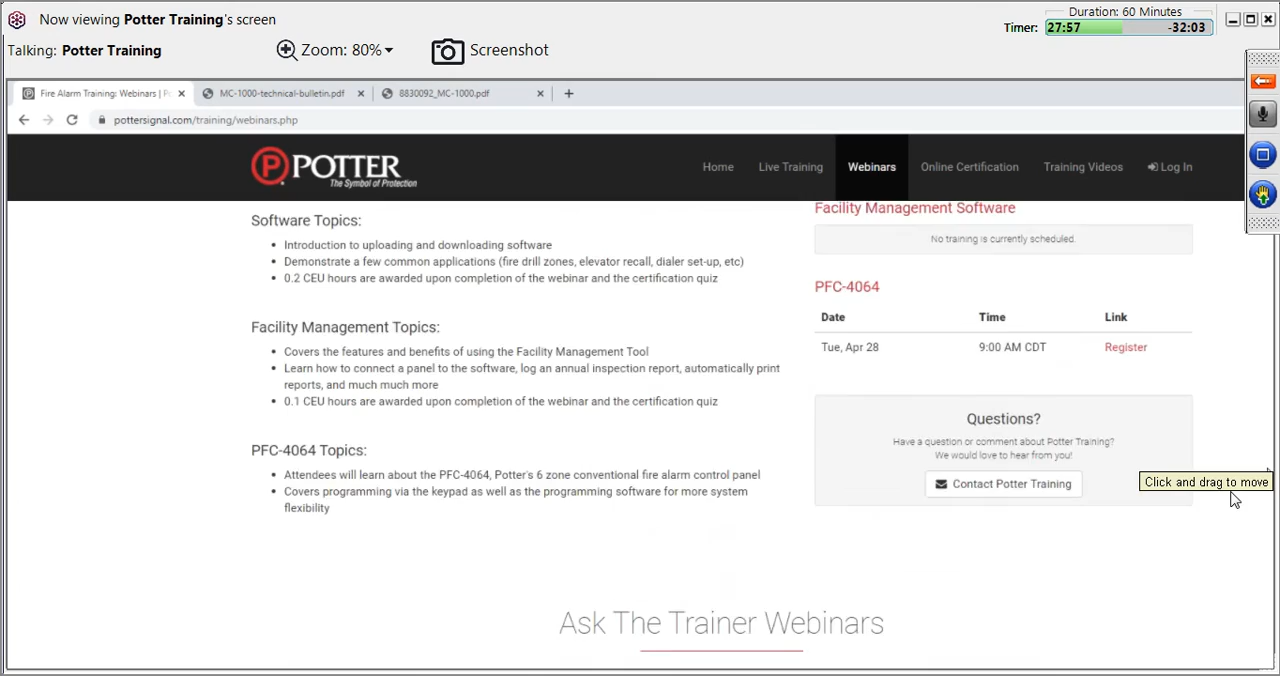 Now viewing Potter Training's screen
Duration: 60 Minutes
Timer: 27:57 -32:03
Talking: Potter Training
Zoom: 80%
Screenshot
Fire Alarm Training: Webinars | Po
MC-1000-technical-bulletin.pdf
8830092_MC-1000.pdf
pottersignal.com/training/webinars.php
P POTTER
The Symbol of Protection
Home Live Training Webinars Online Certification Training Videos Log In
Software Topics:
Introduction to uploading and downloading software
Demonstrate a few common applications (fire drill zones, elevator recall, dialer set-up, etc)
0.2 CEU hours are awarded upon completion of the webinar and the certification quiz
Facility Management Topics:
Covers the features and benefits of using the Facility Management Tool
Learn how to connect a panel to the software, log an annual inspection report, automatically print
reports, and much much more
0.1 CEU hours are awarded upon completion of the webinar and the certification quiz
PFC-4064 Topics:
Attendees will learn about the PFC-4064, Potter's 6 zone conventional fire alarm control panel
Covers programming via the keypad as well as the programming software for more system
flexibility
Facility Management Software
No training is currently scheduled.
PFC-4064
Date Time Link
Tue, Apr 28 9:00 AM CDT Register
Questions?
Have a question or comment about Potter Training?
We would love to hear from you!
Contact Potter Training
Click and drag to move
Ask The Trainer Webinars